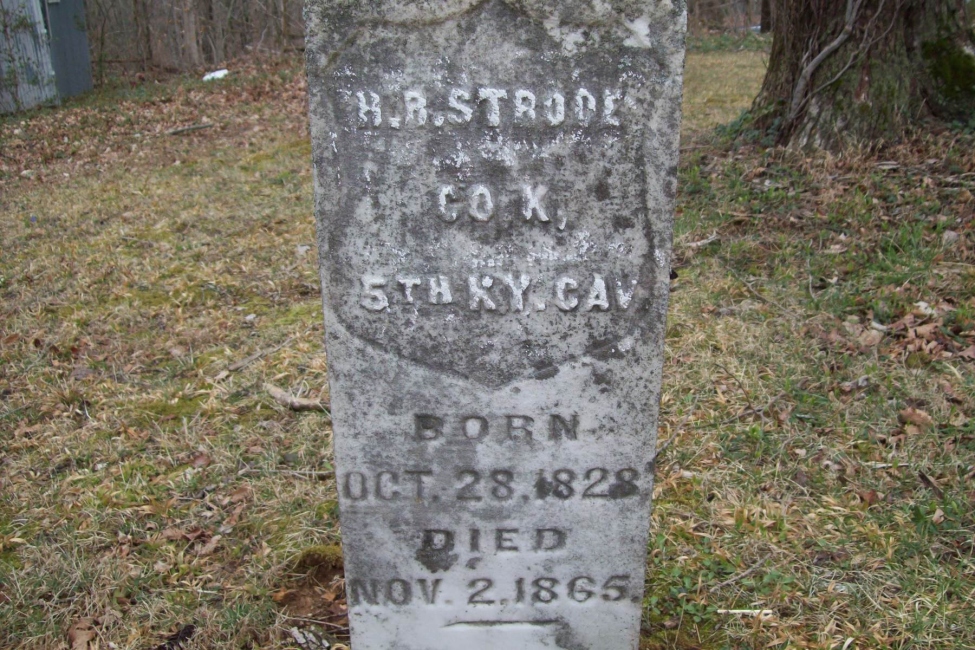 H.B.STRODE
CO K,
5TH KY.CAV
BORN
OCT. 28, 1828
DIED
NOV. 2, 1865.